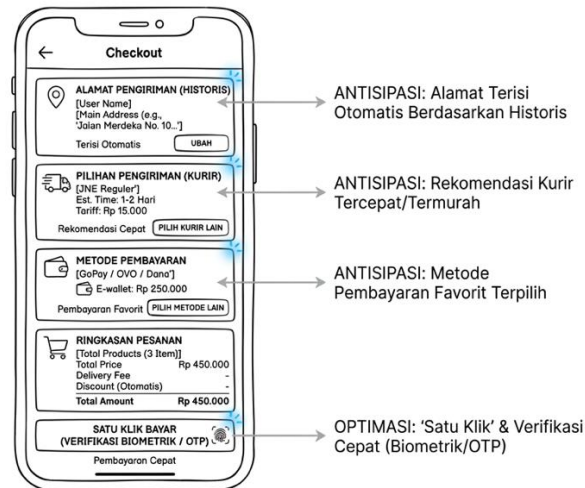 Checkout
ALAMAT PENGIRIMAN (HISTORIS)
[User Name]
[Main Address (e.g.,
'Jalan Merdeka No. 10...']
Terisi Otomatis
UBAH
ANTISIPASI: Alamat Terisi
Otomatis Berdasarkan Historis
PILIHAN PENGIRIMAN (KURIR)
[JNE Reguler']
Est. Time: 1-2 Hari
Tariff: Rp 15.000
Rekomendasi Cepat
PILIH KURIR LAIN
ANTISIPASI: Rekomendasi Kurir
Tercepat/Termurah
METODE PEMBAYARAN
[GoPay / OVO / Dana']
E-wallet: Rp 250.000
Pembayaran Favorit
PILIH METODE LAIN
ANTISIPASI: Metode
Pembayaran Favorit Terpilih
RINGKASAN PESANAN
[Total Products (3 Item)]
Total Price Rp 450.000
Delivery Fee -
Discount (Otomatis) -
Total Amount Rp 450.000
SATU KLIK BAYAR
(VERIFIKASI BIOMETRIK / OTP)
Pembayaran Cepat
OPTIMASI: 'Satu Klik' & Verifikasi
Cepat (Biometrik/OTP)